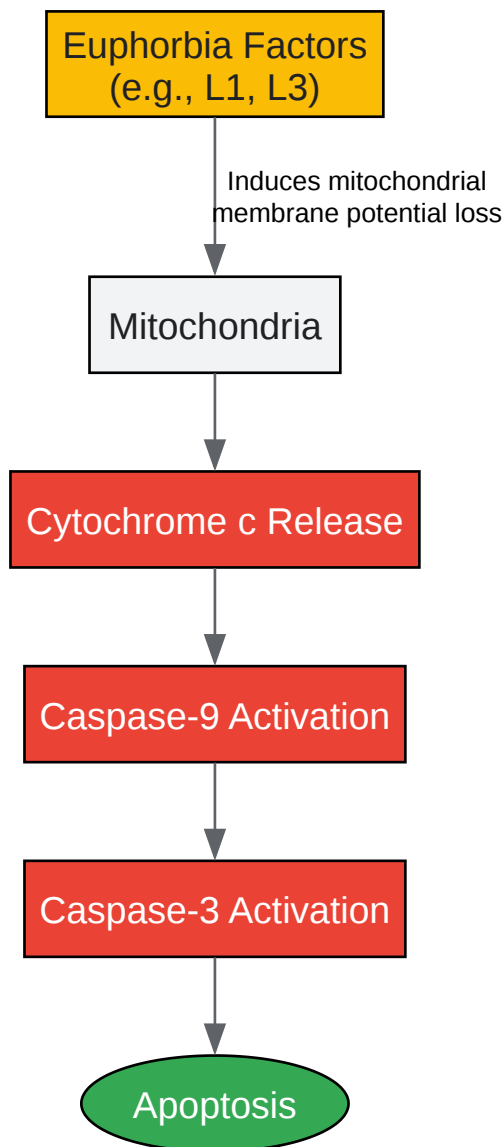 Euphorbia Factors
(e.g., L1, L3)
Induces mitochondrial
membrane potential loss
Mitochondria
Cytochrome c Release
Caspase-9 Activation
Caspase-3 Activation
Apoptosis